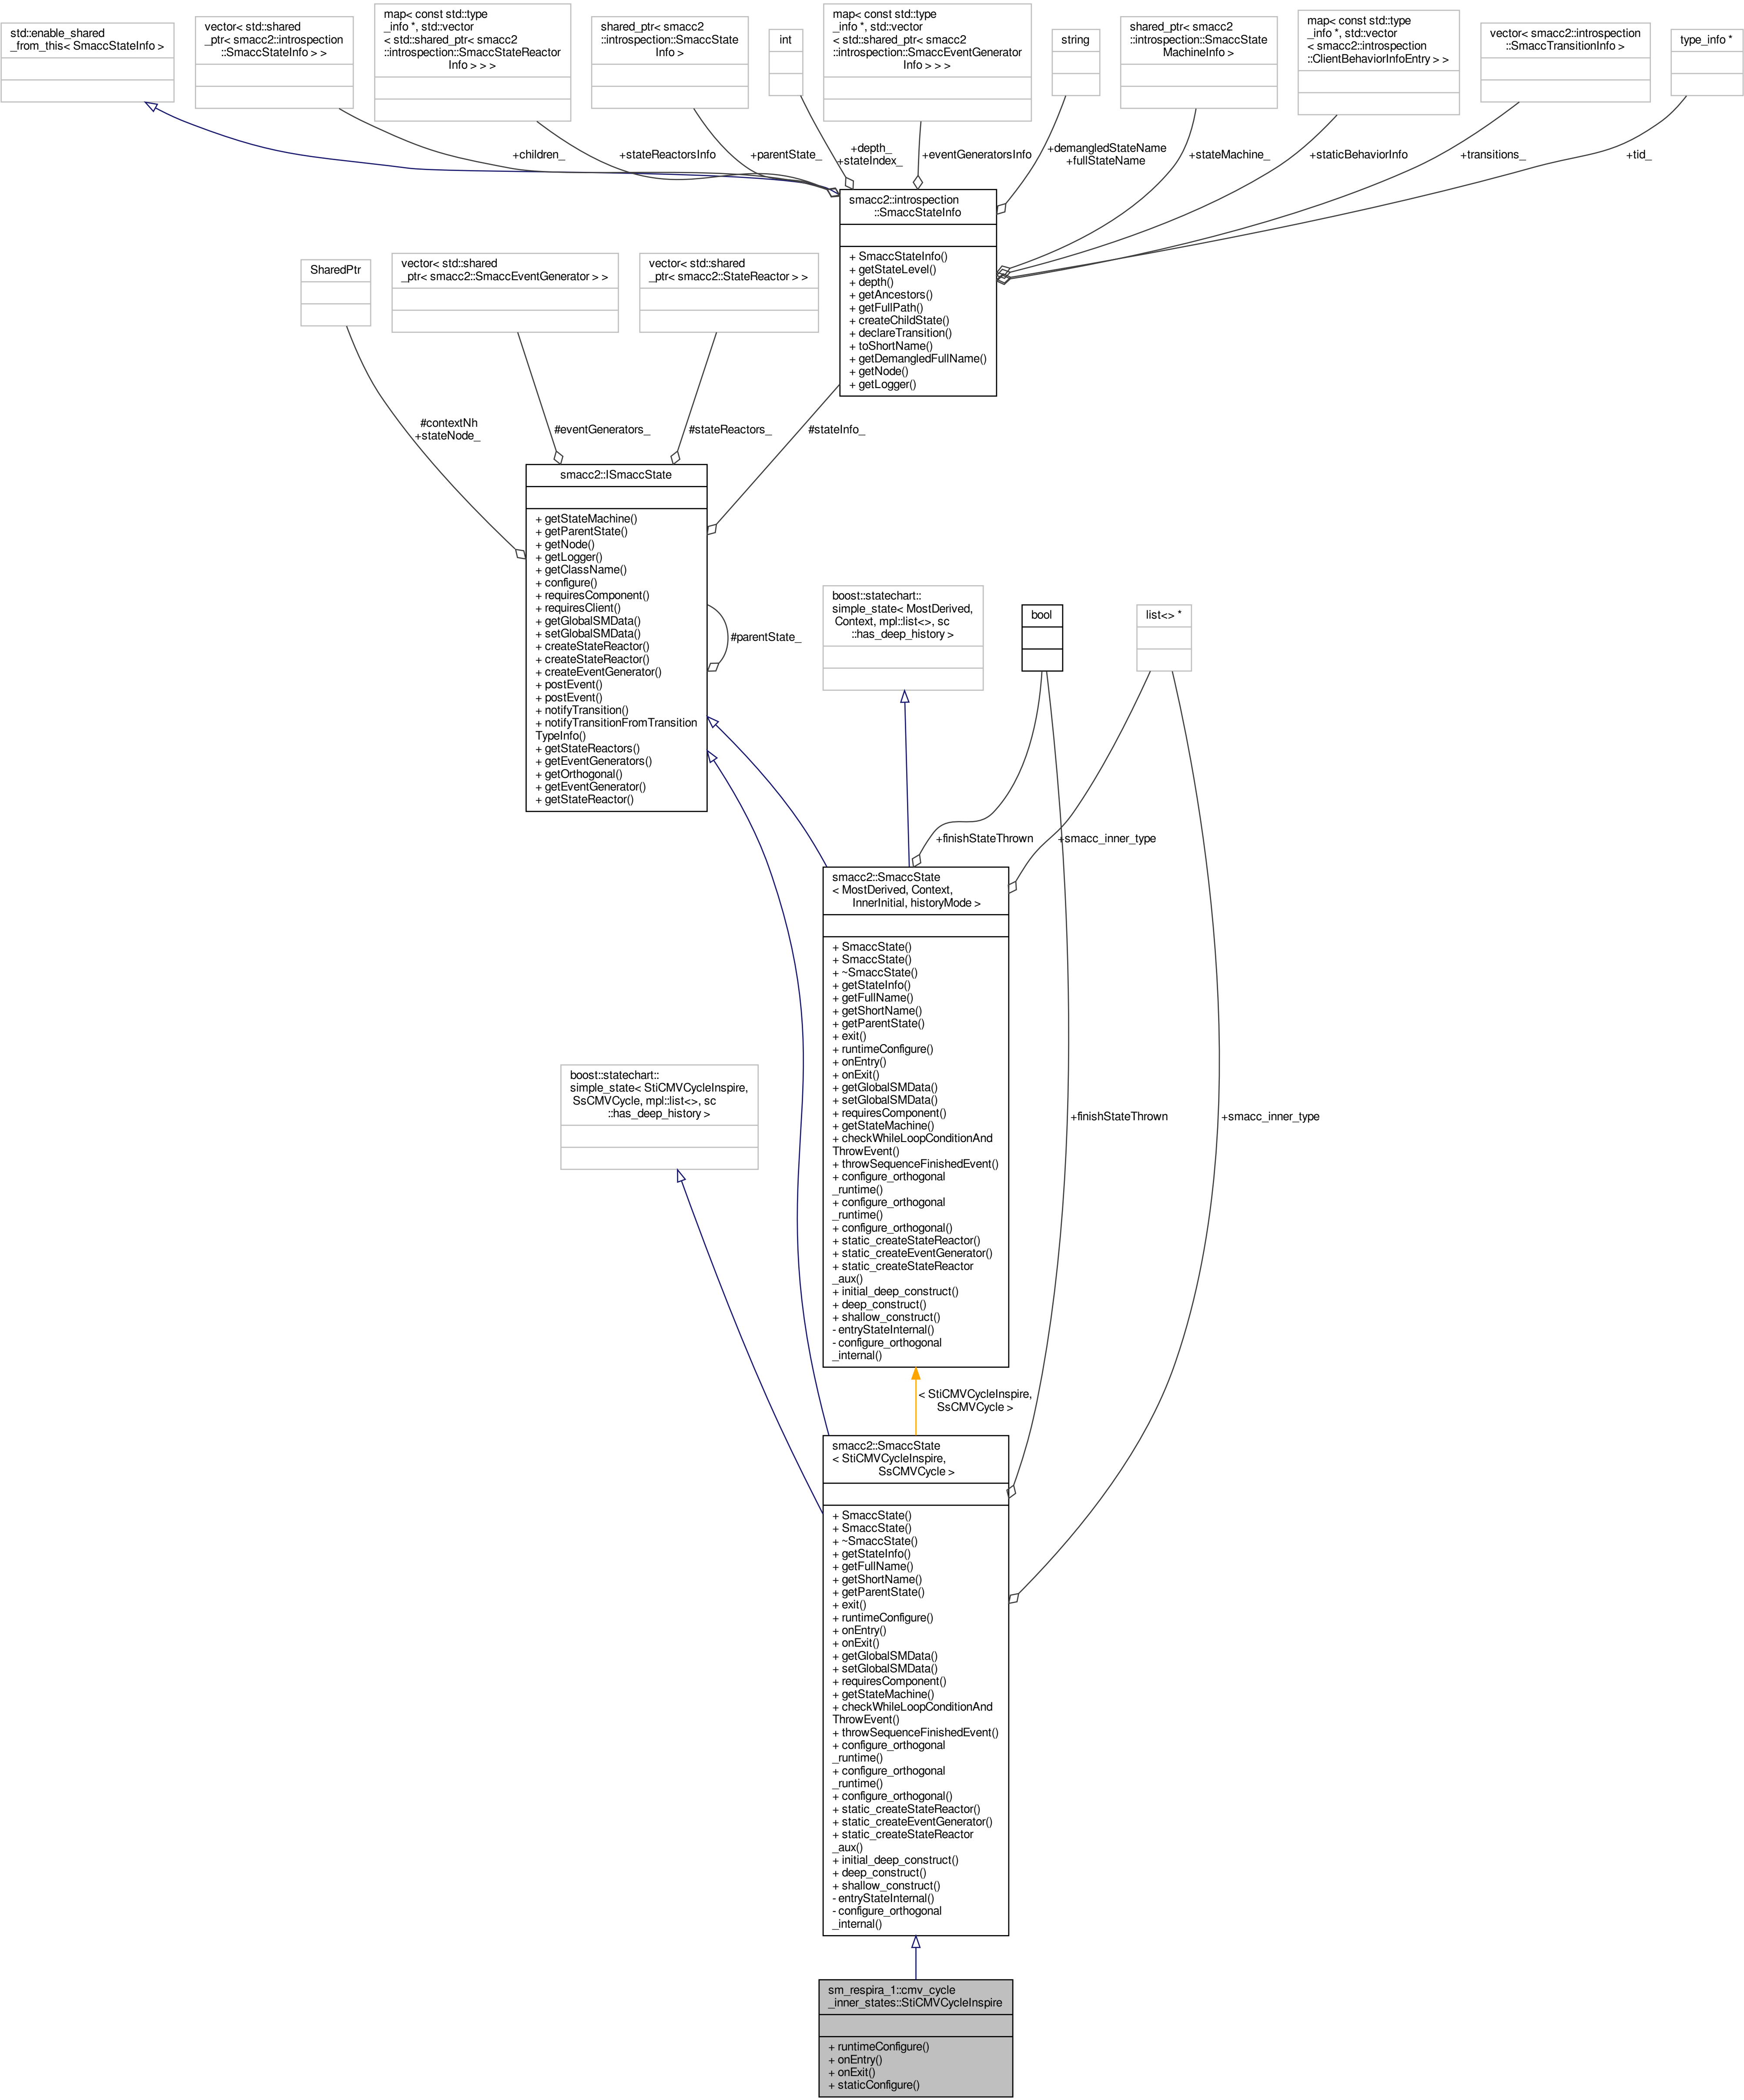 std::enable_shared
_from_this< SmaccStateInfo >
vector< std::shared
_ptr< smacc2::introspection
::SmaccStateInfo > >
map< const std::type
_info *, std::vector
< std::shared_ptr< smacc2
::introspection::SmaccStateReactor
Info > > >
shared_ptr< smacc2
::introspection::SmaccState
Info >
int
map< const std::type
_info *, std::vector
< std::shared_ptr< smacc2
::introspection::SmaccEventGenerator
Info > > >
string
shared_ptr< smacc2
::introspection::SmaccState
MachineInfo >
map< const std::type
_info *, std::vector
< smacc2::introspection
::ClientBehaviorInfoEntry > >
vector< smacc2::introspection
::SmaccTransitionInfo >
type_info *
+children_
+stateReactorsInfo
+parentState_
+depth_
+stateIndex_
+eventGeneratorsInfo
+demangledStateName
+fullStateName
+stateMachine_
+staticBehaviorInfo
+transitions_
+tid_
smacc2::introspection
::SmaccStateInfo
+ SmaccStateInfo()
+ getStateLevel()
+ depth()
+ getAncestors()
+ getFullPath()
+ createChildState()
+ declareTransition()
+ toShortName()
+ getDemangledFullName()
+ getNode()
+ getLogger()
SharedPtr
vector< std::shared
_ptr< smacc2::SmaccEventGenerator > >
vector< std::shared
_ptr< smacc2::StateReactor > >
#contextNh
+stateNode_
#eventGenerators_
#stateReactors_
#stateInfo_
smacc2::ISmaccState
+ getStateMachine()
+ getParentState()
+ getNode()
+ getLogger()
+ getClassName()
+ configure()
+ requiresComponent()
+ requiresClient()
+ getGlobalSMData()
+ setGlobalSMData()
+ createStateReactor()
+ createStateReactor()
+ createEventGenerator()
+ postEvent()
+ postEvent()
+ notifyTransition()
+ notifyTransitionFromTransition
TypeInfo()
+ getStateReactors()
+ getEventGenerators()
+ getOrthogonal()
+ getEventGenerator()
+ getStateReactor()
#parentState_
boost::statechart::
simple_state< MostDerived,
Context, mpl::list<>, sc
::has_deep_history >
bool
list<> *
+finishStateThrown
+smacc_inner_type
smacc2::SmaccState
< MostDerived, Context,
InnerInitial, historyMode >
+ SmaccState()
+ SmaccState()
+ ~SmaccState()
+ getStateInfo()
+ getFullName()
+ getShortName()
+ getParentState()
+ exit()
+ runtimeConfigure()
+ onEntry()
+ onExit()
+ getGlobalSMData()
+ setGlobalSMData()
+ requiresComponent()
+ getStateMachine()
+ checkWhileLoopConditionAnd
ThrowEvent()
+ throwSequenceFinishedEvent()
+ configure_orthogonal
_runtime()
+ configure_orthogonal
_runtime()
+ configure_orthogonal()
+ static_createStateReactor()
+ static_createEventGenerator()
+ static_createStateReactor
_aux()
+ initial_deep_construct()
+ deep_construct()
+ shallow_construct()
- entryStateInternal()
- configure_orthogonal
_internal()
boost::statechart::
simple_state< StiCMVCycleInspire,
SsCMVCycle, mpl::list<>, sc
::has_deep_history >
+finishStateThrown
+smacc_inner_type
< StiCMVCycleInspire,
SsCMVCycle >
smacc2::SmaccState
< StiCMVCycleInspire,
SsCMVCycle >
+ SmaccState()
+ SmaccState()
+ ~SmaccState()
+ getStateInfo()
+ getFullName()
+ getShortName()
+ getParentState()
+ exit()
+ runtimeConfigure()
+ onEntry()
+ onExit()
+ getGlobalSMData()
+ setGlobalSMData()
+ requiresComponent()
+ getStateMachine()
+ checkWhileLoopConditionAnd
ThrowEvent()
+ throwSequenceFinishedEvent()
+ configure_orthogonal
_runtime()
+ configure_orthogonal
_runtime()
+ configure_orthogonal()
+ static_createStateReactor()
+ static_createEventGenerator()
+ static_createStateReactor
_aux()
+ initial_deep_construct()
+ deep_construct()
+ shallow_construct()
- entryStateInternal()
- configure_orthogonal
_internal()
sm_respira_1::cmv_cycle
_inner_states::StiCMVCycleInspire
+ runtimeConfigure()
+ onEntry()
+ onExit()
+ staticConfigure()